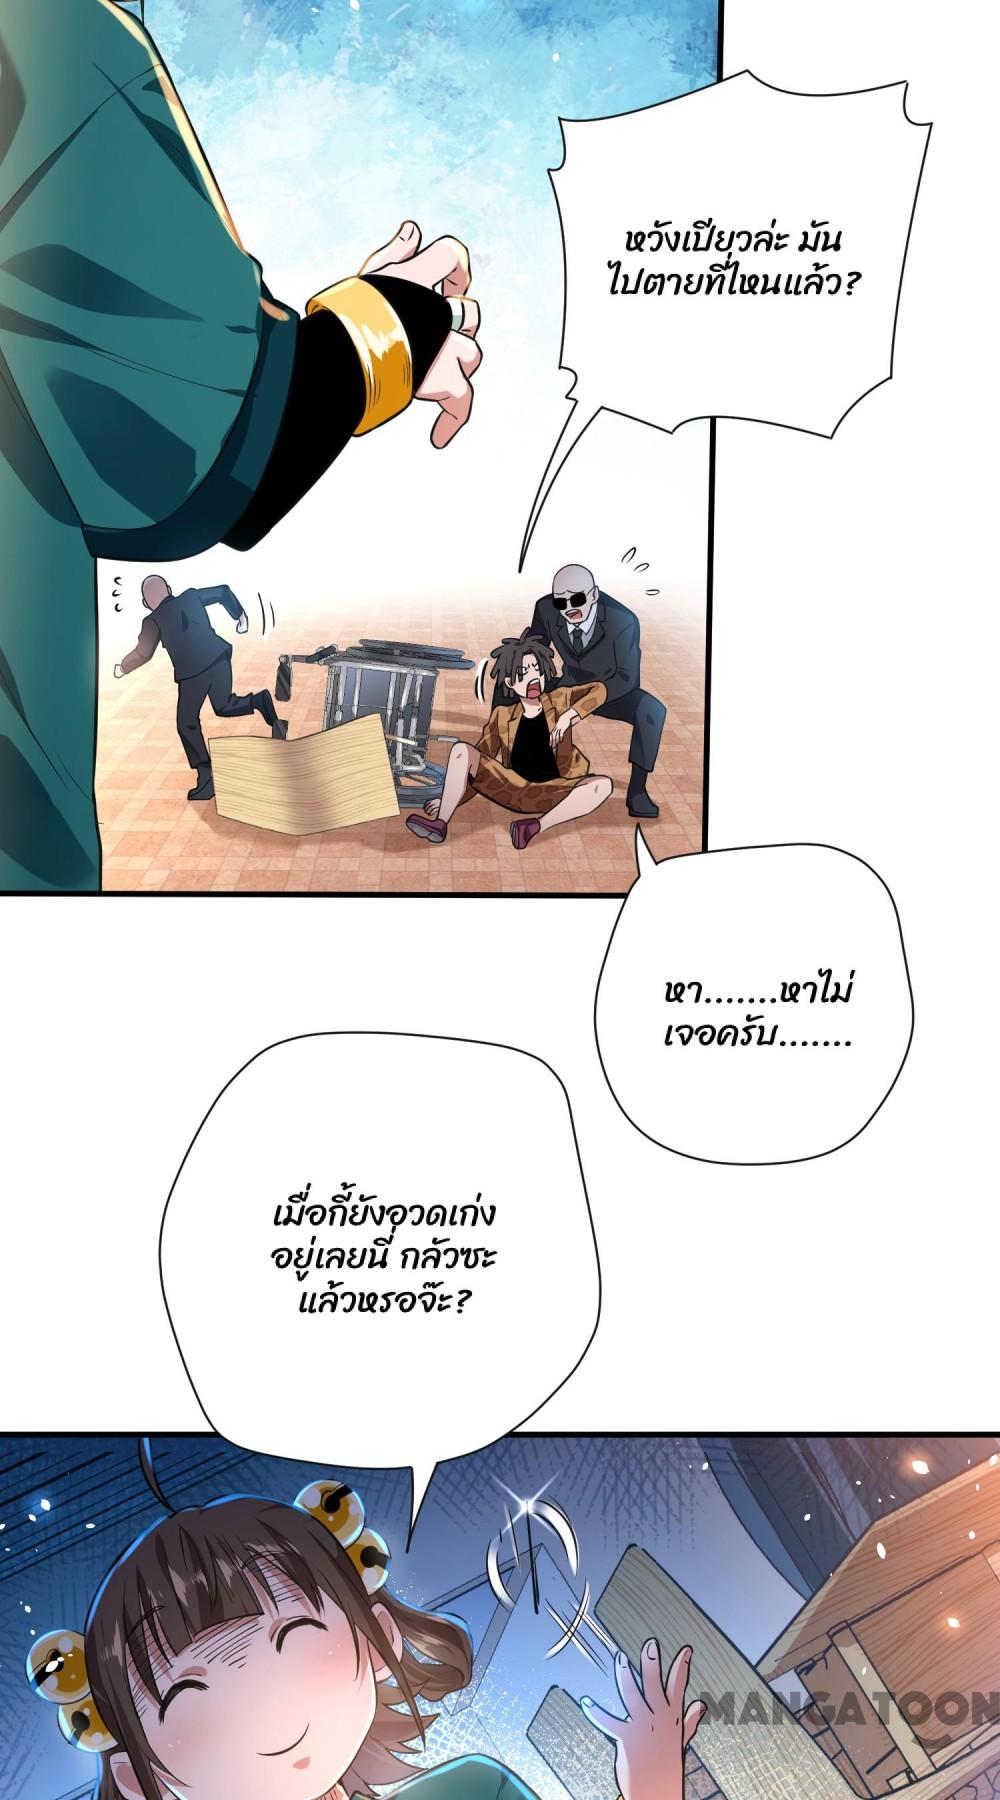 หวังเปียวล่ะ มัน
ไปตายที่ไหนแล้ว?
หา.......หาไม่
เจอครับ.......
เมื่อกี้ยังอวดเก่ง
อยู่เลยนี่ กลัวซะ
แล้วหรอจ๊ะ?
MANGATOON